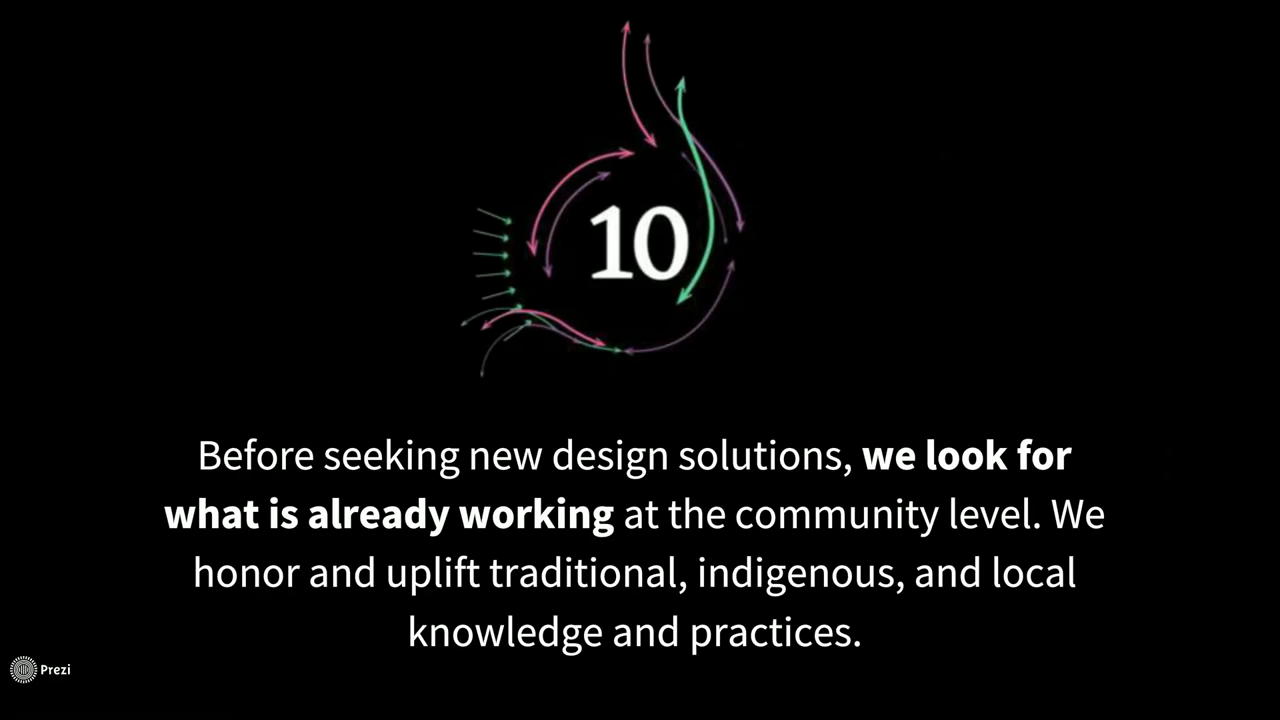 10
Before seeking new design solutions, we look for
what is already working at the community level. We
honor and uplift traditional, indigenous, and local
knowledge and practices.
Prezi